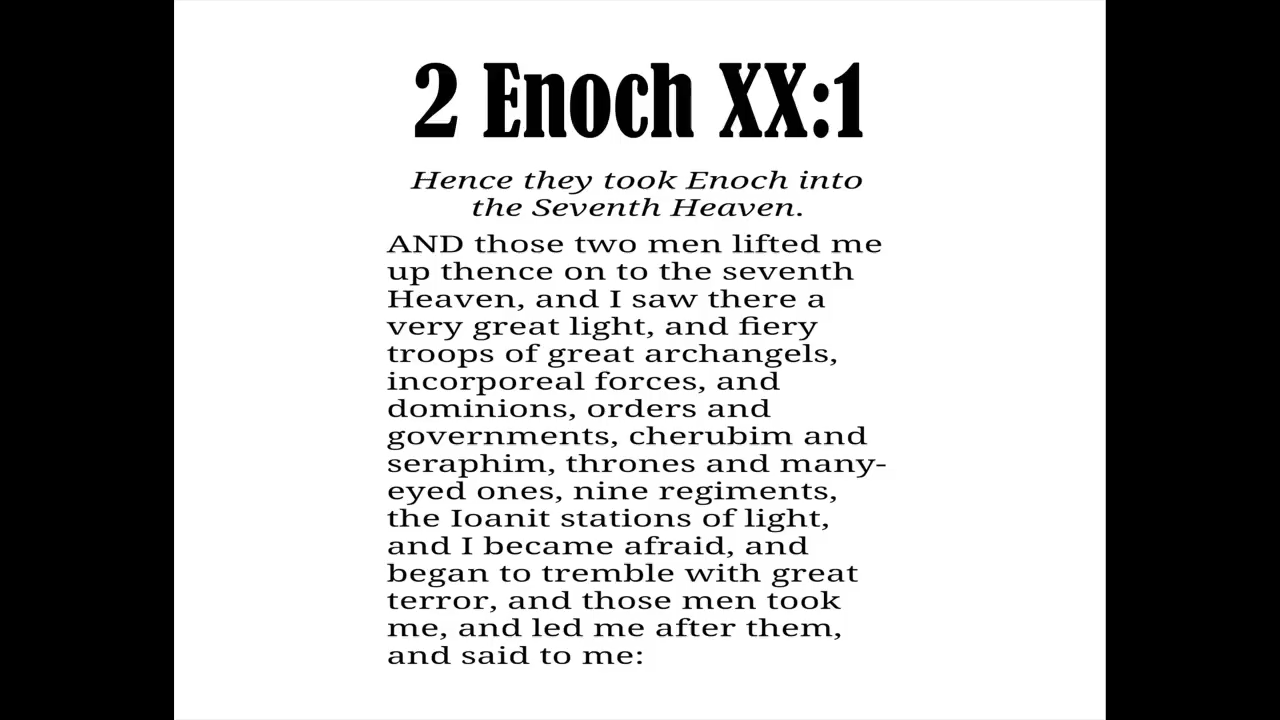 2 Enoch XX:1
Hence they took Enoch into
the Seventh Heaven.
AND those two men lifted me
up thence on to the seventh
Heaven, and I saw there a
very great light, and fiery
troops of great archangels,
incorporeal forces, and
dominions, orders and
governments, cherubim and
seraphim, thrones and many-
eyed ones, nine regiments,
the Ioanit stations of light,
and I became afraid, and
began to tremble with great
terror, and those men took
me, and led me after them,
and said to me: